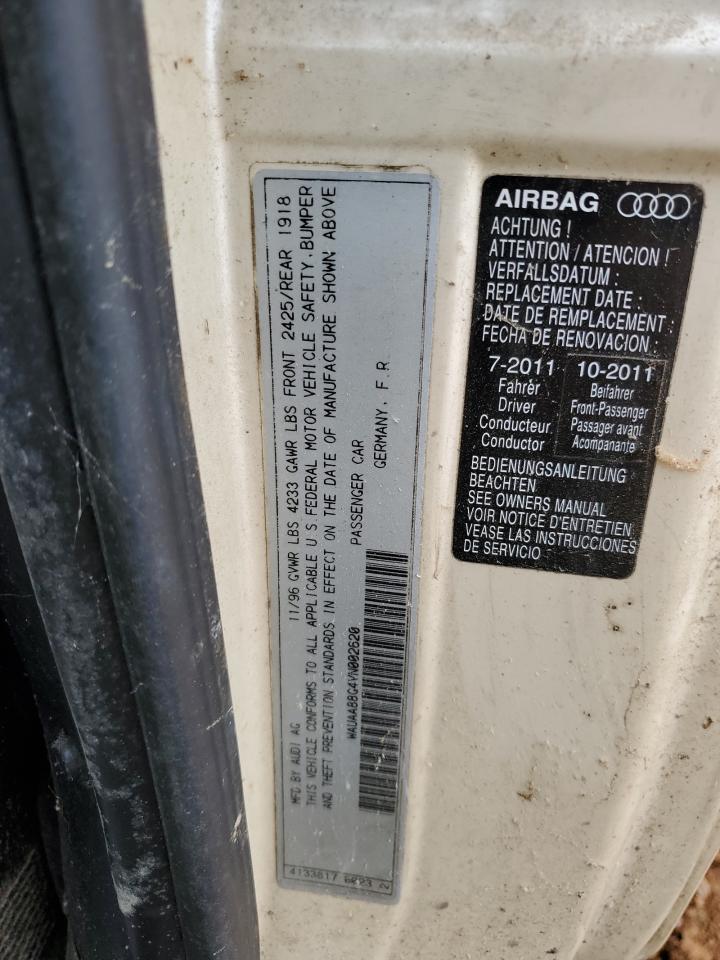 MFD BY AUDI AG 11/96 GVWR LBS 4233 GAWR LBS FRONT 2425/REAR 1918
THIS VEHICLE CONFORMS TO ALL APPLICABLE U S FEDERAL MOTOR VEHICLE SAFETY, BUMPER
AND THEFT PREVENTION STANDARDS IN EFFECT ON THE DATE OF MANUFACTURE SHOWN ABOVE
WAUAA88G4VN002620 PASSENGER CAR
GERMANY, F.R.
4133817
AIRBAG
ACHTUNG !
ATTENTION / ATENCION !
VERFALLSDATUM :
REPLACEMENT DATE :
DATE DE REMPLACEMENT :
FECHA DE RENOVACION :
7-2011
Fahrer
Driver
Conducteur
Conductor
10-2011
Beifahrer
Front-Passenger
Passager avant
Acompanante
BEDIENUNGSANLEITUNG
BEACHTEN
SEE OWNERS MANUAL
VOIR NOTICE D'ENTRETIEN
VEASE LAS INSTRUCCIONES
DE SERVICIO